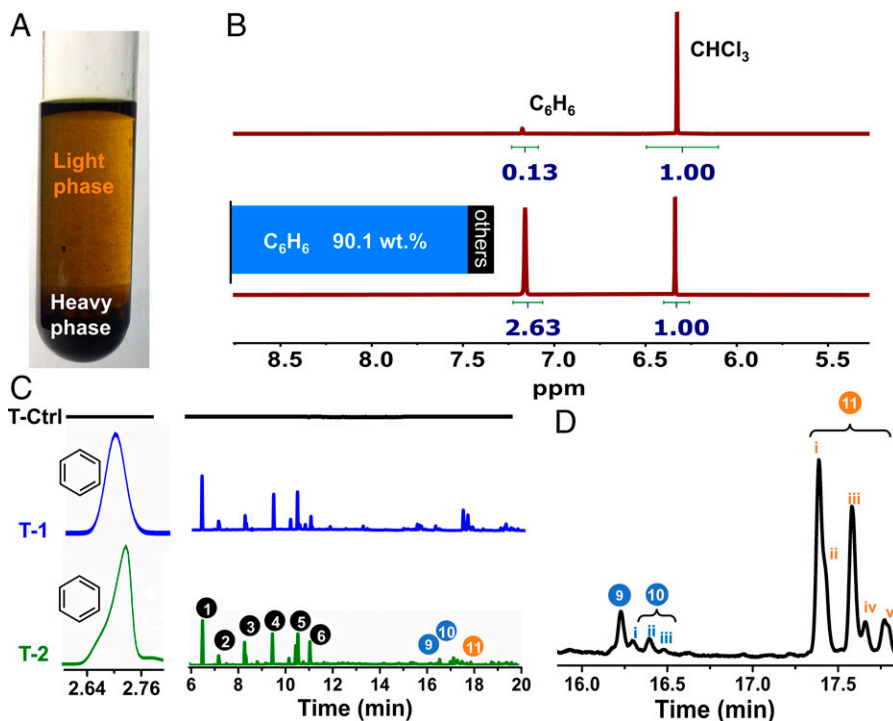 A
Light
phase
Heavy
phase
B
CHCl₃
C₆H₆
0.13
1.00
C₆H₆ 90.1 wt.%
others
2.63
1.00
8.5 8.0 7.5 7.0 6.5 6.0 5.5
ppm
C
T-Ctrl
T-1
T-2
1
2
3
4
5
6
9
10
11
2.64 2.76
6 8 10 12 14 16 18 20
Time (min)
D
11
i
ii
iii
iv
v
9
10
i
ii
iii
16.0 16.5 17.0 17.5
Time (min)